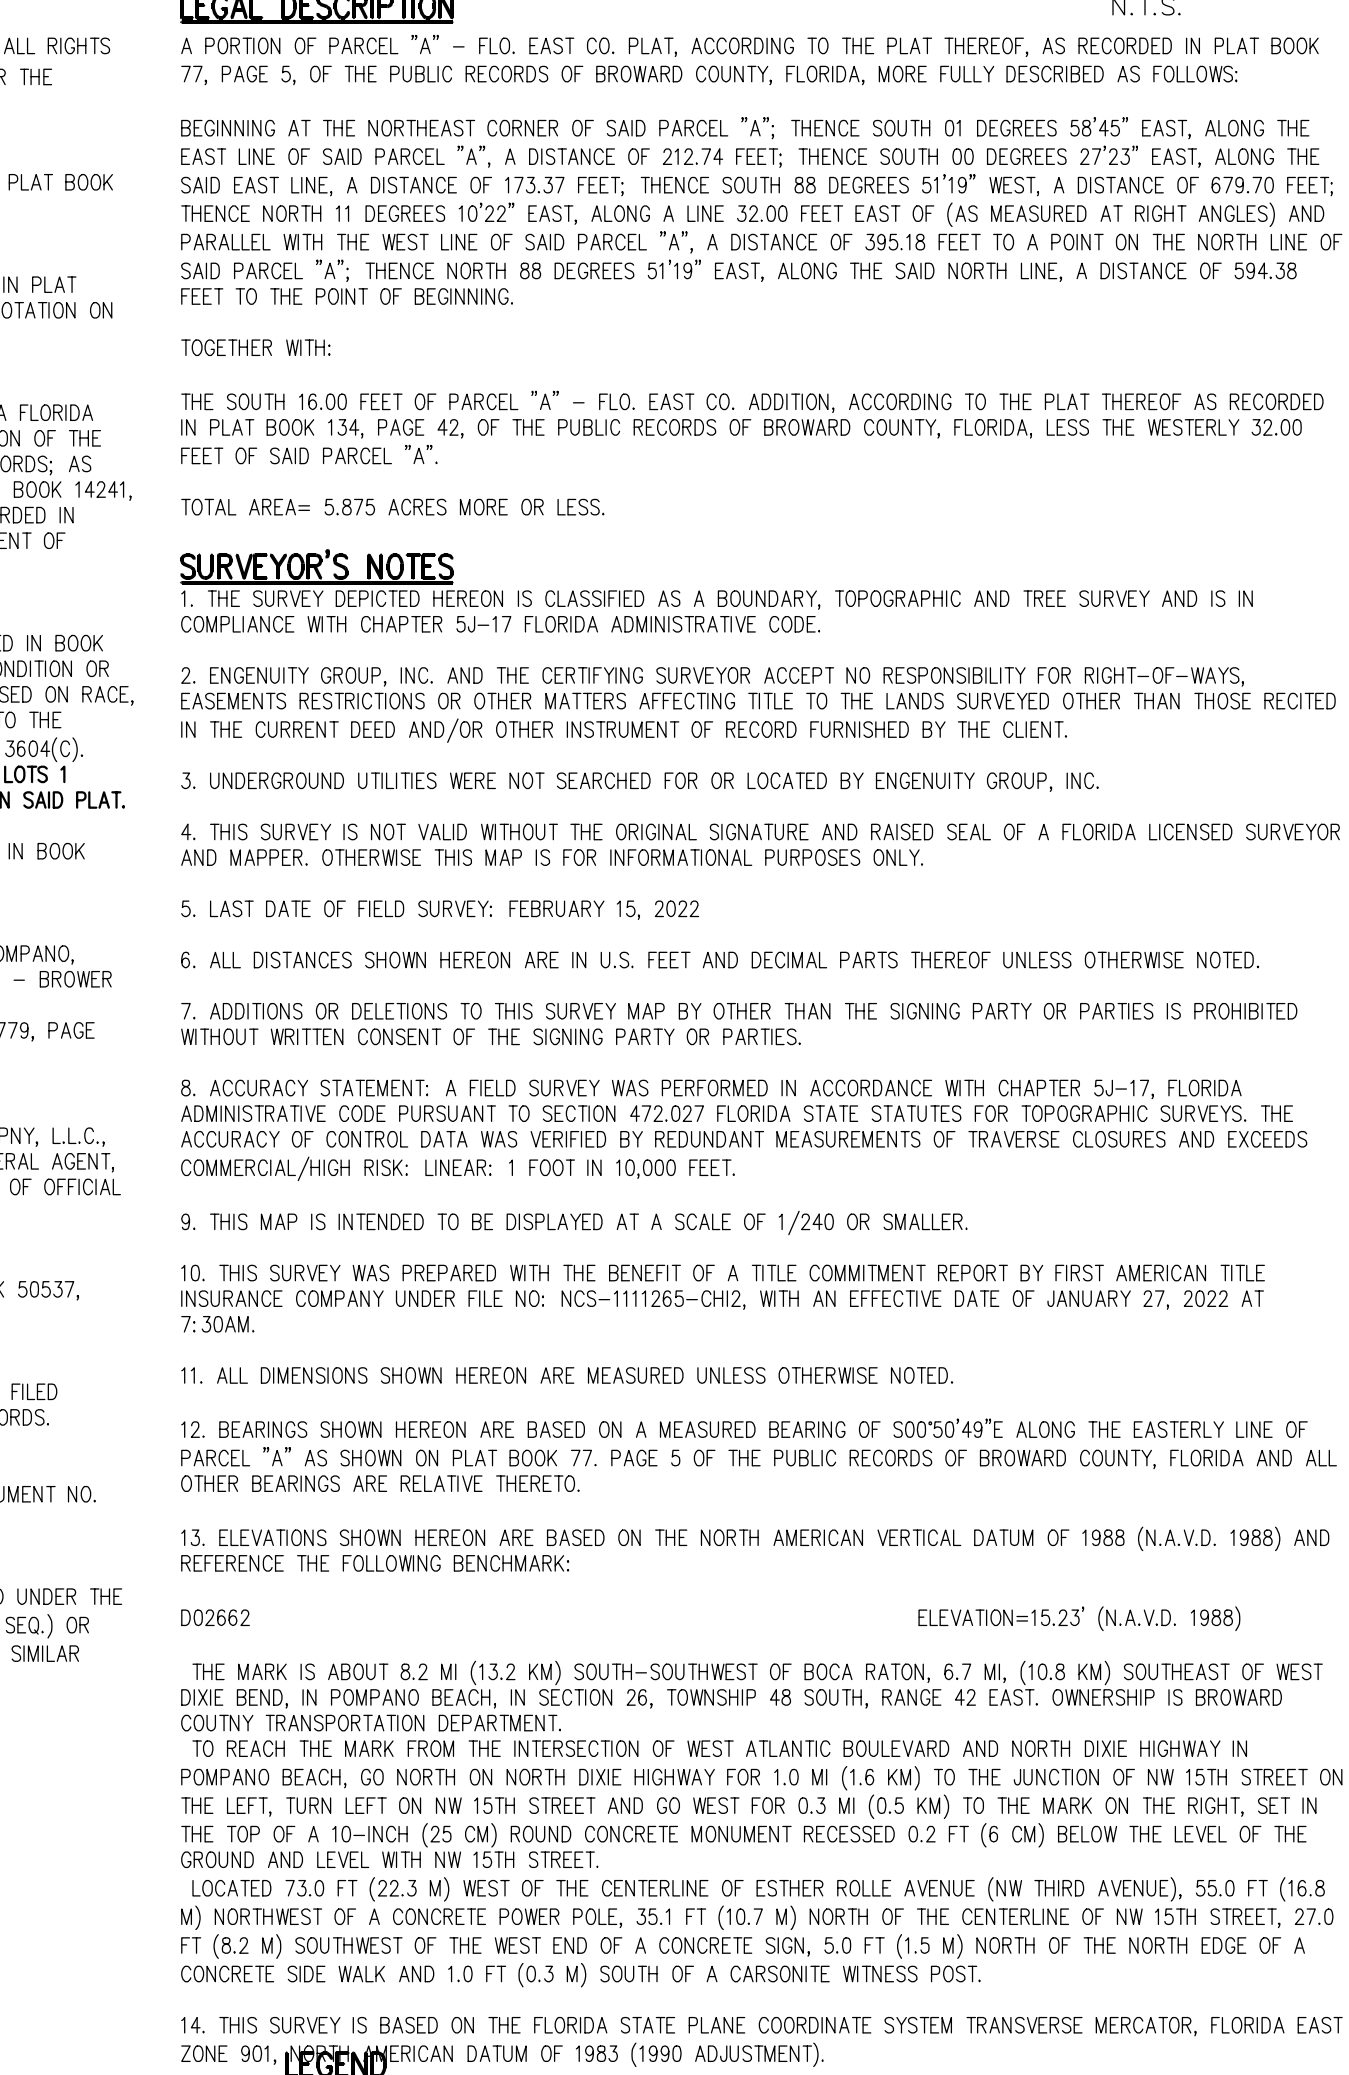 ALL RIGHTS
R THE
PLAT BOOK
IN PLAT
OTATION ON
A FLORIDA
ON OF THE
ORDS; AS
BOOK 14241,
RDED IN
ENT OF
ED IN BOOK
ONDITION OR
SED ON RACE,
TO THE
3604(C).
LOTS 1
N SAID PLAT.
IN BOOK
OMPANO,
– BROWER
779, PAGE
PNY, L.L.C.,
ERAL AGENT,
OF OFFICIAL
K 50537,
FILED
ORDS.
UMENT NO.
D UNDER THE
SEQ.) OR
SIMILAR
LEGAL DESCRIPTION
N.T.S.
A PORTION OF PARCEL "A" – FLO. EAST CO. PLAT, ACCORDING TO THE PLAT THEREOF, AS RECORDED IN PLAT BOOK
77, PAGE 5, OF THE PUBLIC RECORDS OF BROWARD COUNTY, FLORIDA, MORE FULLY DESCRIBED AS FOLLOWS:
BEGINNING AT THE NORTHEAST CORNER OF SAID PARCEL "A"; THENCE SOUTH 01 DEGREES 58'45" EAST, ALONG THE
EAST LINE OF SAID PARCEL "A", A DISTANCE OF 212.74 FEET; THENCE SOUTH 00 DEGREES 27'23" EAST, ALONG THE
SAID EAST LINE, A DISTANCE OF 173.37 FEET; THENCE SOUTH 88 DEGREES 51'19" WEST, A DISTANCE OF 679.70 FEET;
THENCE NORTH 11 DEGREES 10'22" EAST, ALONG A LINE 32.00 FEET EAST OF (AS MEASURED AT RIGHT ANGLES) AND
PARALLEL WITH THE WEST LINE OF SAID PARCEL "A", A DISTANCE OF 395.18 FEET TO A POINT ON THE NORTH LINE OF
SAID PARCEL "A"; THENCE NORTH 88 DEGREES 51'19" EAST, ALONG THE SAID NORTH LINE, A DISTANCE OF 594.38
FEET TO THE POINT OF BEGINNING.
TOGETHER WITH:
THE SOUTH 16.00 FEET OF PARCEL "A" – FLO. EAST CO. ADDITION, ACCORDING TO THE PLAT THEREOF AS RECORDED
IN PLAT BOOK 134, PAGE 42, OF THE PUBLIC RECORDS OF BROWARD COUNTY, FLORIDA, LESS THE WESTERLY 32.00
FEET OF SAID PARCEL "A".
TOTAL AREA= 5.875 ACRES MORE OR LESS.
SURVEYOR'S NOTES
1. THE SURVEY DEPICTED HEREON IS CLASSIFIED AS A BOUNDARY, TOPOGRAPHIC AND TREE SURVEY AND IS IN
COMPLIANCE WITH CHAPTER 5J–17 FLORIDA ADMINISTRATIVE CODE.
2. ENGENUITY GROUP, INC. AND THE CERTIFYING SURVEYOR ACCEPT NO RESPONSIBILITY FOR RIGHT–OF–WAYS,
EASEMENTS RESTRICTIONS OR OTHER MATTERS AFFECTING TITLE TO THE LANDS SURVEYED OTHER THAN THOSE RECITED
IN THE CURRENT DEED AND/OR OTHER INSTRUMENT OF RECORD FURNISHED BY THE CLIENT.
3. UNDERGROUND UTILITIES WERE NOT SEARCHED FOR OR LOCATED BY ENGENUITY GROUP, INC.
4. THIS SURVEY IS NOT VALID WITHOUT THE ORIGINAL SIGNATURE AND RAISED SEAL OF A FLORIDA LICENSED SURVEYOR
AND MAPPER. OTHERWISE THIS MAP IS FOR INFORMATIONAL PURPOSES ONLY.
5. LAST DATE OF FIELD SURVEY: FEBRUARY 15, 2022
6. ALL DISTANCES SHOWN HEREON ARE IN U.S. FEET AND DECIMAL PARTS THEREOF UNLESS OTHERWISE NOTED.
7. ADDITIONS OR DELETIONS TO THIS SURVEY MAP BY OTHER THAN THE SIGNING PARTY OR PARTIES IS PROHIBITED
WITHOUT WRITTEN CONSENT OF THE SIGNING PARTY OR PARTIES.
8. ACCURACY STATEMENT: A FIELD SURVEY WAS PERFORMED IN ACCORDANCE WITH CHAPTER 5J–17, FLORIDA
ADMINISTRATIVE CODE PURSUANT TO SECTION 472.027 FLORIDA STATE STATUTES FOR TOPOGRAPHIC SURVEYS. THE
ACCURACY OF CONTROL DATA WAS VERIFIED BY REDUNDANT MEASUREMENTS OF TRAVERSE CLOSURES AND EXCEEDS
COMMERCIAL/HIGH RISK: LINEAR: 1 FOOT IN 10,000 FEET.
9. THIS MAP IS INTENDED TO BE DISPLAYED AT A SCALE OF 1/240 OR SMALLER.
10. THIS SURVEY WAS PREPARED WITH THE BENEFIT OF A TITLE COMMITMENT REPORT BY FIRST AMERICAN TITLE
INSURANCE COMPANY UNDER FILE NO: NCS–1111265–CHI2, WITH AN EFFECTIVE DATE OF JANUARY 27, 2022 AT
7:30AM.
11. ALL DIMENSIONS SHOWN HEREON ARE MEASURED UNLESS OTHERWISE NOTED.
12. BEARINGS SHOWN HEREON ARE BASED ON A MEASURED BEARING OF S00°50'49"E ALONG THE EASTERLY LINE OF
PARCEL "A" AS SHOWN ON PLAT BOOK 77. PAGE 5 OF THE PUBLIC RECORDS OF BROWARD COUNTY, FLORIDA AND ALL
OTHER BEARINGS ARE RELATIVE THERETO.
13. ELEVATIONS SHOWN HEREON ARE BASED ON THE NORTH AMERICAN VERTICAL DATUM OF 1988 (N.A.V.D. 1988) AND
REFERENCE THE FOLLOWING BENCHMARK:
D02662 ELEVATION=15.23' (N.A.V.D. 1988)
THE MARK IS ABOUT 8.2 MI (13.2 KM) SOUTH–SOUTHWEST OF BOCA RATON, 6.7 MI, (10.8 KM) SOUTHEAST OF WEST
DIXIE BEND, IN POMPANO BEACH, IN SECTION 26, TOWNSHIP 48 SOUTH, RANGE 42 EAST. OWNERSHIP IS BROWARD
COUTNY TRANSPORTATION DEPARTMENT.
TO REACH THE MARK FROM THE INTERSECTION OF WEST ATLANTIC BOULEVARD AND NORTH DIXIE HIGHWAY IN
POMPANO BEACH, GO NORTH ON NORTH DIXIE HIGHWAY FOR 1.0 MI (1.6 KM) TO THE JUNCTION OF NW 15TH STREET ON
THE LEFT, TURN LEFT ON NW 15TH STREET AND GO WEST FOR 0.3 MI (0.5 KM) TO THE MARK ON THE RIGHT, SET IN
THE TOP OF A 10–INCH (25 CM) ROUND CONCRETE MONUMENT RECESSED 0.2 FT (6 CM) BELOW THE LEVEL OF THE
GROUND AND LEVEL WITH NW 15TH STREET.
LOCATED 73.0 FT (22.3 M) WEST OF THE CENTERLINE OF ESTHER ROLLE AVENUE (NW THIRD AVENUE), 55.0 FT (16.8
M) NORTHWEST OF A CONCRETE POWER POLE, 35.1 FT (10.7 M) NORTH OF THE CENTERLINE OF NW 15TH STREET, 27.0
FT (8.2 M) SOUTHWEST OF THE WEST END OF A CONCRETE SIGN, 5.0 FT (1.5 M) NORTH OF THE NORTH EDGE OF A
CONCRETE SIDE WALK AND 1.0 FT (0.3 M) SOUTH OF A CARSONITE WITNESS POST.
14. THIS SURVEY IS BASED ON THE FLORIDA STATE PLANE COORDINATE SYSTEM TRANSVERSE MERCATOR, FLORIDA EAST
ZONE 901, NORTH AMERICAN DATUM OF 1983 (1990 ADJUSTMENT).
LEGEND